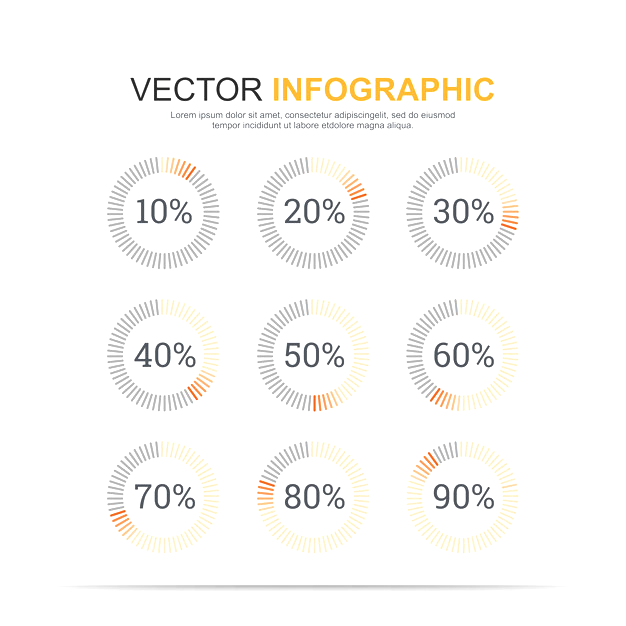 VECTOR INFOGRAPHIC
Lorem ipsum dolor sit amet, consectetur adipiscingelit, sed do eiusmod
tempor incididunt ut labore etdolore magna aliqua.
10% 20% 30%
40% 50% 60%
70% 80% 90%